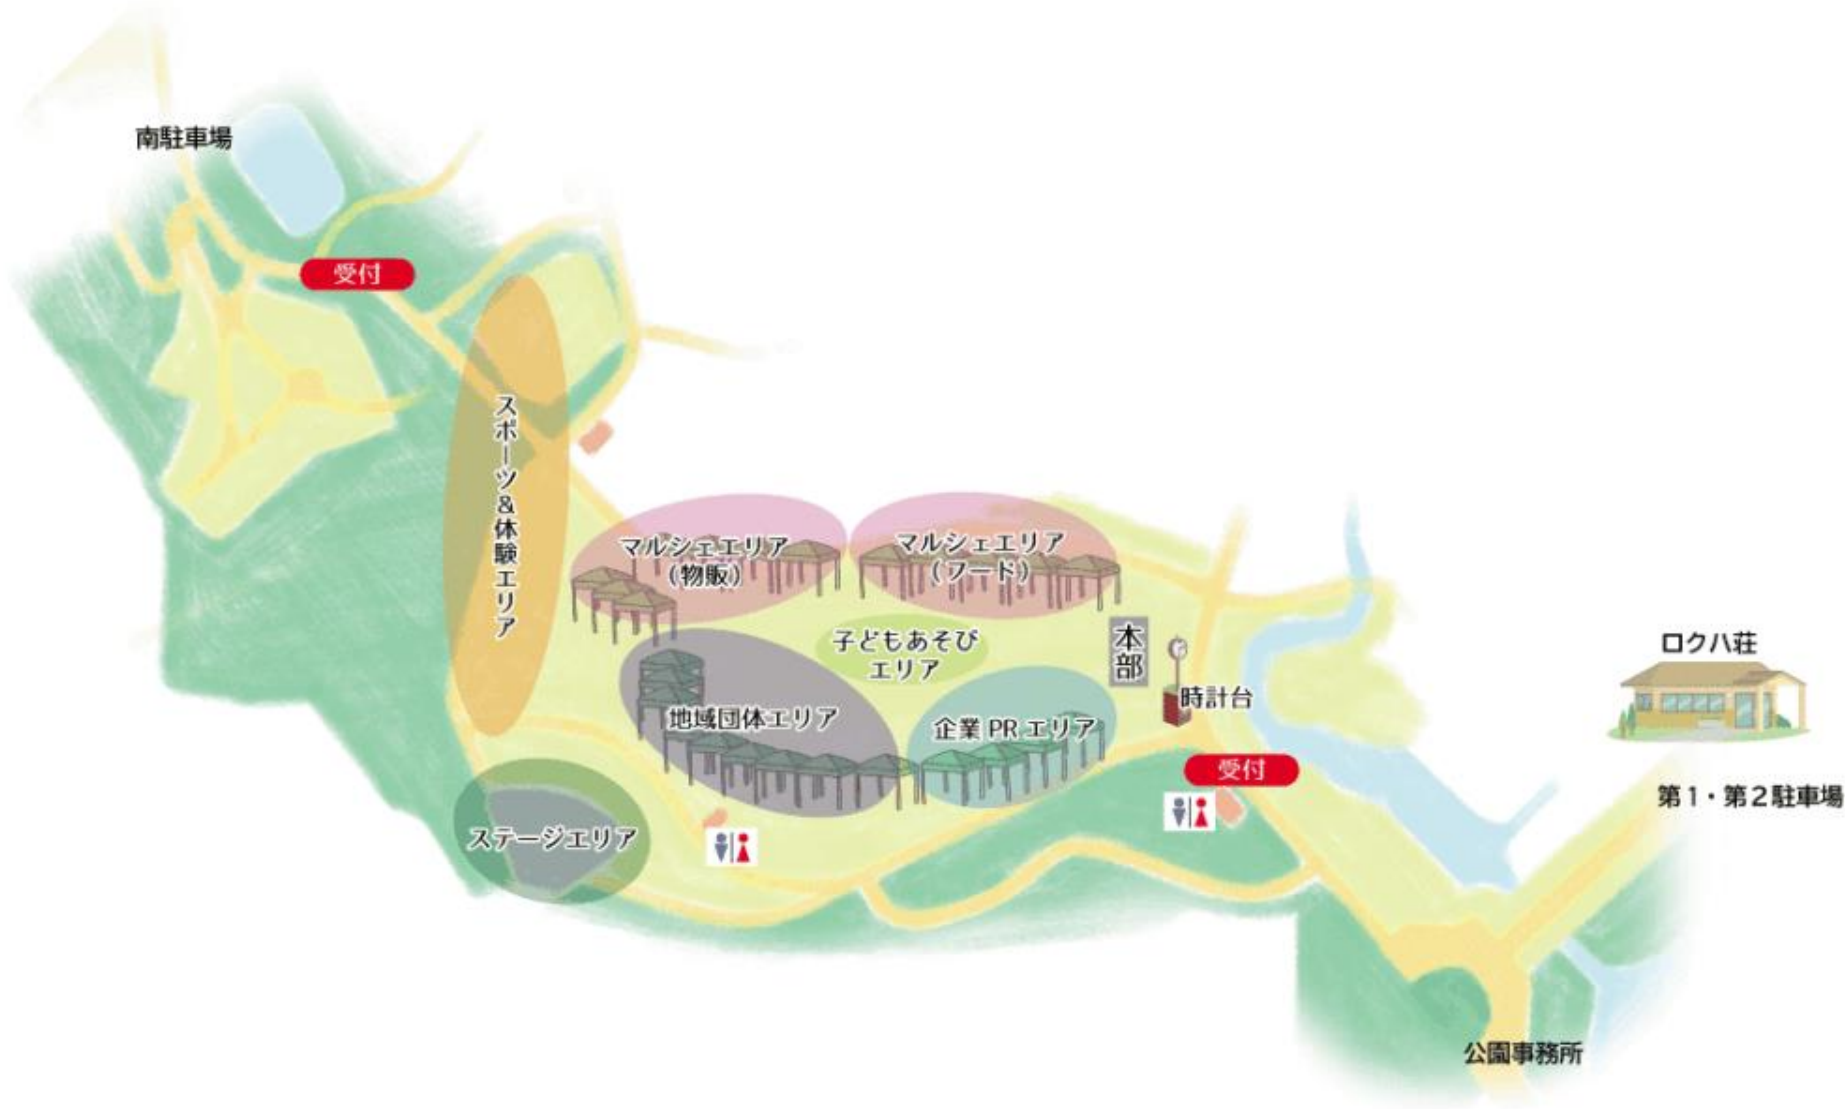 南駐車場
受付
スポーツ&体験エリア
マルシェエリア
(物販)
マルシェエリア
(フード)
子どもあそび
エリア
本部
時計台
地域団体エリア
企業 PR エリア
受付
ステージエリア
ロクハ荘
第1・第2駐車場
公園事務所